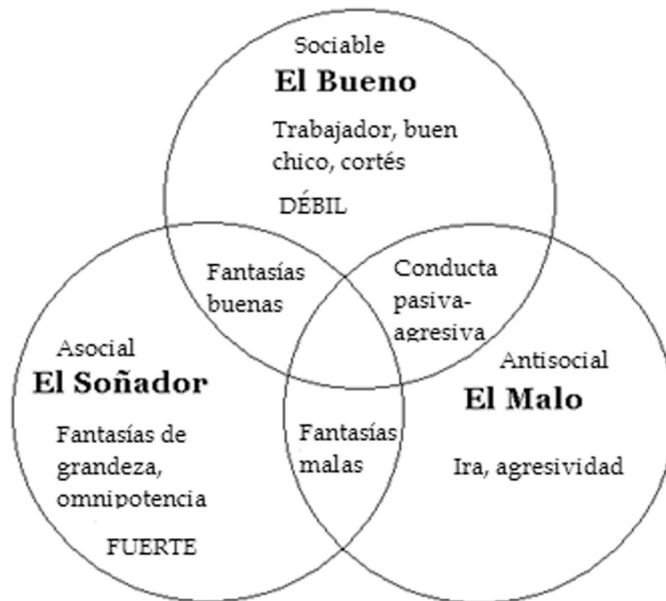 Sociable
El Bueno
Trabajador, buen
chico, cortés
DÉBIL
Fantasías
buenas
Conducta
pasiva-
agresiva
Asocial
El Soñador
Fantasías de
grandeza,
omnipotencia
FUERTE
Fantasías
malas
Antisocial
El Malo
Ira, agresividad